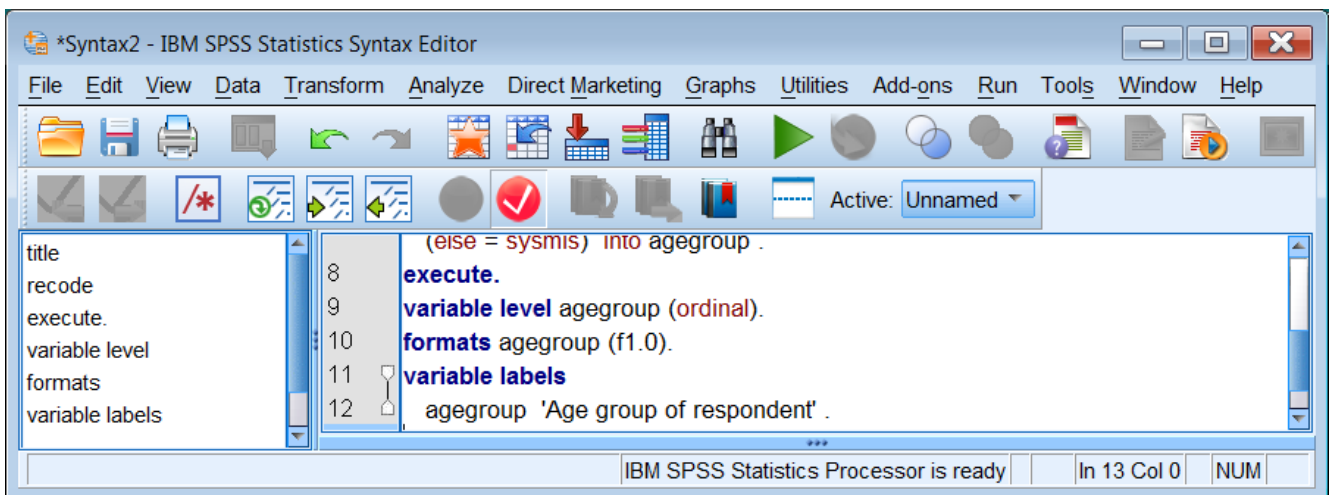 *Syntax2 - IBM SPSS Statistics Syntax Editor
File Edit View Data Transform Analyze Direct Marketing Graphs Utilities Add-ons Run Tools Window Help
/* Active: Unnamed
title
recode
execute.
variable level
formats
variable labels
(else = sysmis) into agegroup .
8 execute.
9 variable level agegroup (ordinal).
10 formats agegroup (f1.0).
11 variable labels
12 agegroup 'Age group of respondent' .
IBM SPSS Statistics Processor is ready In 13 Col 0 NUM